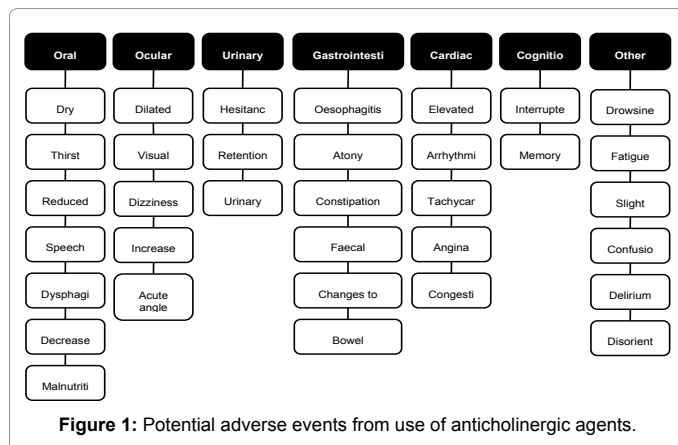 Oral
Ocular
Urinary
Gastrointesti
Cardiac
Cognitio
Other
Dry
Thirst
Reduced
Speech
Dysphagi
Decrease
Malnutriti
Dilated
Visual
Dizziness
Increase
Acute
angle
Hesitanc
Retention
Urinary
Oesophagitis
Atony
Constipation
Faecal
Changes to
Bowel
Elevated
Arrhythmi
Tachycar
Angina
Congesti
Interrupte
Memory
Drowsine
Fatigue
Slight
Confusio
Delirium
Disorient
Figure 1: Potential adverse events from use of anticholinergic agents.